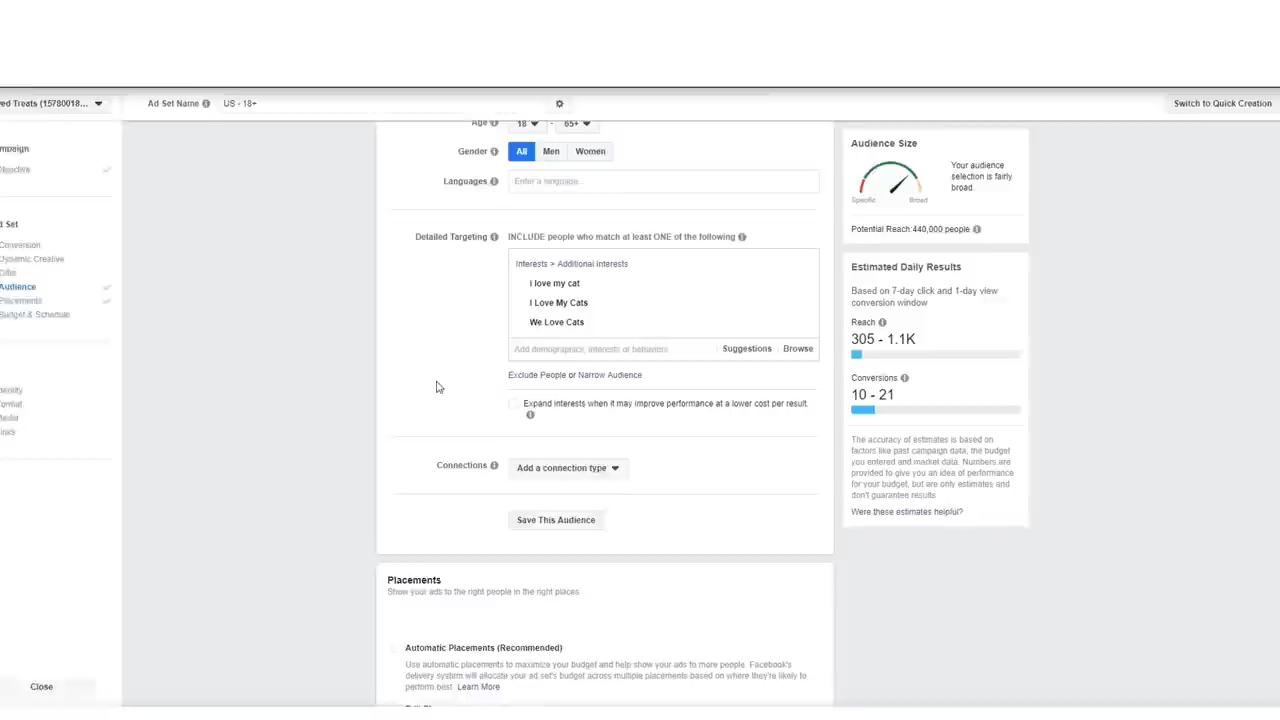 ved Treats (15780018...
Ad Set Name
US - 18+
Switch to Quick Creation
Age
18
-
65+
Gender
All
Men
Women
Languages
Enter a language...
Detailed Targeting
INCLUDE people who match at least ONE of the following
Interests > Additional Interests
I love my cat
I Love My Cats
We Love Cats
Add demographics, interests or behaviors
Suggestions
Browse
Exclude People or Narrow Audience
Expand interests when it may improve performance at a lower cost per result.
Connections
Add a connection type
Save This Audience
Placements
Show your ads to the right people in the right places
Automatic Placements (Recommended)
Use automatic placements to maximize your budget and help show your ads to more people. Facebook's
delivery system will allocate your ad set's budget across multiple placements based on where they're likely to
perform best. Learn More
mpaign
bjective
d Set
Conversion
Dynamic Creative
Offer
Audience
Placements
Budget & Schedule
Close
Audience Size
Your audience
selection is fairly
broad.
Specific
Broad
Potential Reach: 440,000 people
Estimated Daily Results
Based on 7-day click and 1-day view
conversion window
Reach
305 - 1.1K
Conversions
10 - 21
The accuracy of estimates is based on
factors like past campaign data, the budget
you entered and market data. Numbers are
provided to give you an idea of performance
for your budget, but are only estimates and
don't guarantee results.
Were these estimates helpful?